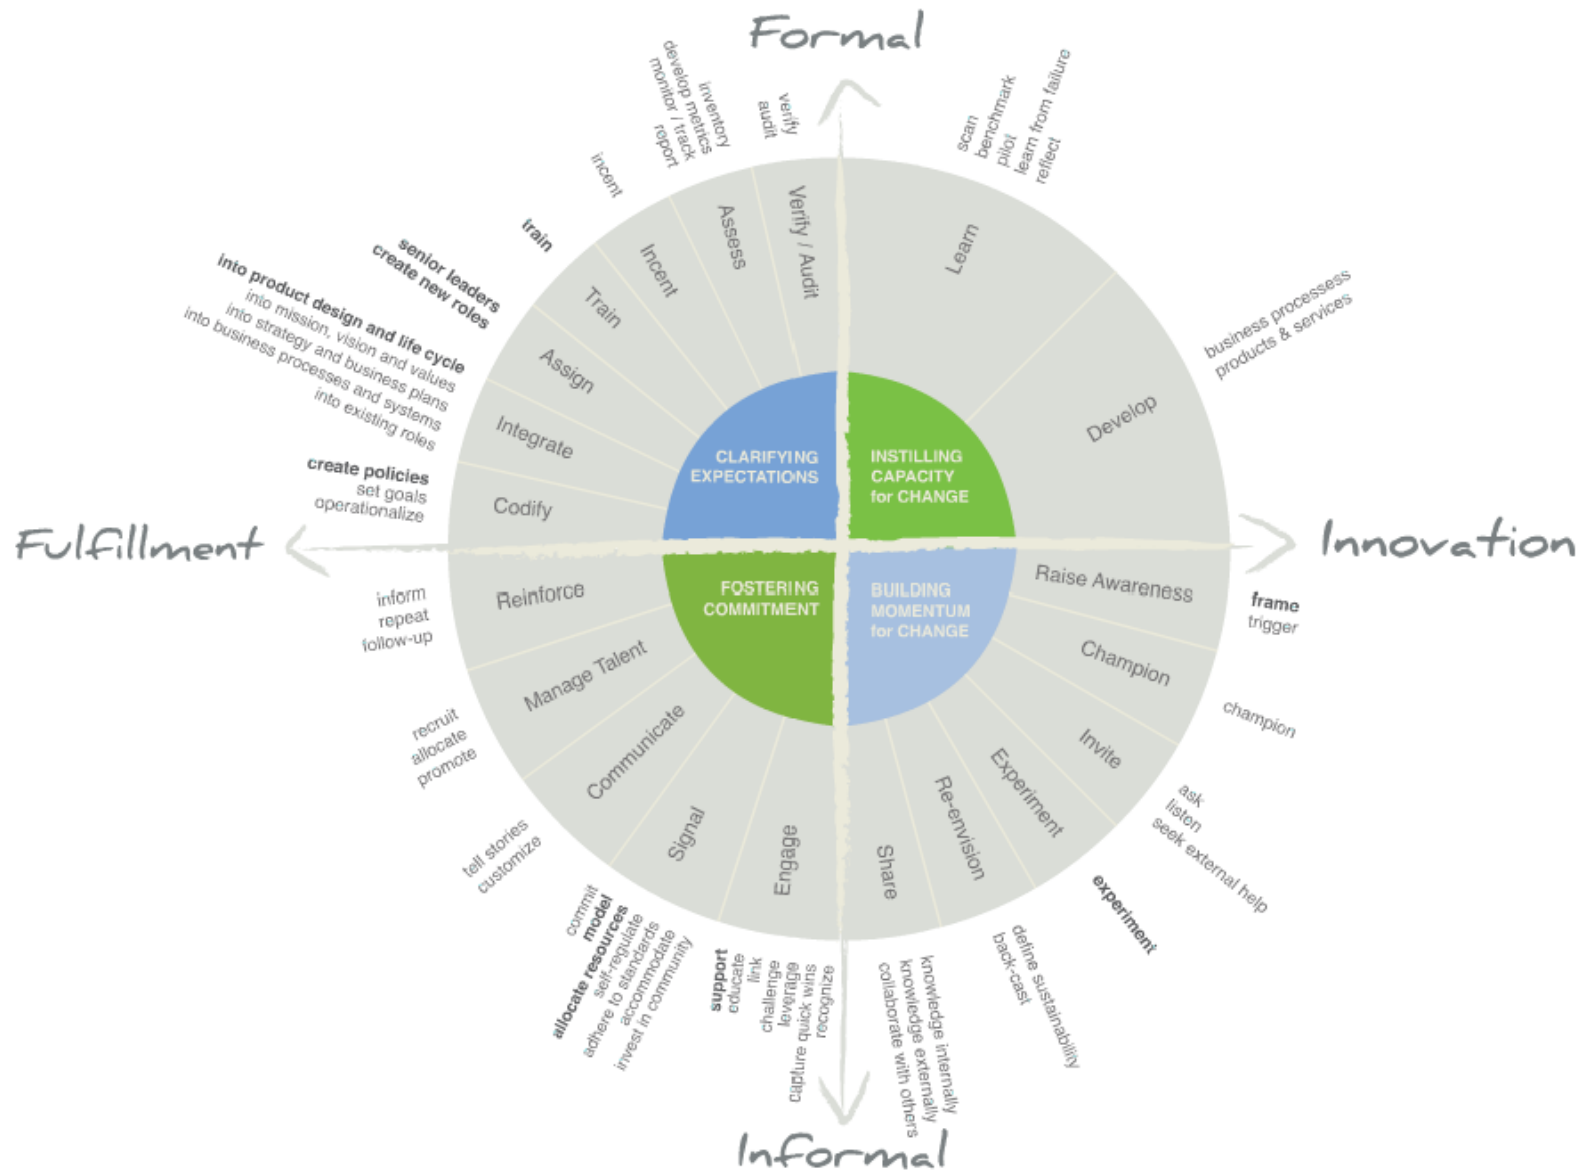 Formal
Innovation
Informal
Fulfillment
CLARIFYING
EXPECTATIONS
INSTILLING
CAPACITY
for CHANGE
FOSTERING
COMMITMENT
BUILDING
MOMENTUM
for CHANGE
Learn
scan
benchmark
pilot
learn from failure
reflect
Develop
business processess
products & services
Raise Awareness
frame
trigger
Champion
champion
Invite
ask
listen
seek external help
Experiment
experiment
Re-envision
define sustainability
back-cast
Share
knowledge internally
knowledge externally
collaborate with others
Engage
support
educate
link
challenge
leverage
capture quick wins
recognize
Signal
commit
model
allocate resources
self-regulate
adhere to standards
accommodate
invest in community
Communicate
tell stories
customize
Manage Talent
recruit
allocate
promote
Reinforce
inform
repeat
follow-up
Codify
create policies
set goals
operationalize
Integrate
into product design and life cycle
into mission, vision and values
into strategy and business plans
into business processes and systems
into existing roles
Assign
senior leaders
create new roles
Train
train
Incent
incent
Assess
inventory
develop metrics
monitor / track
report
Verify / Audit
verify
audit